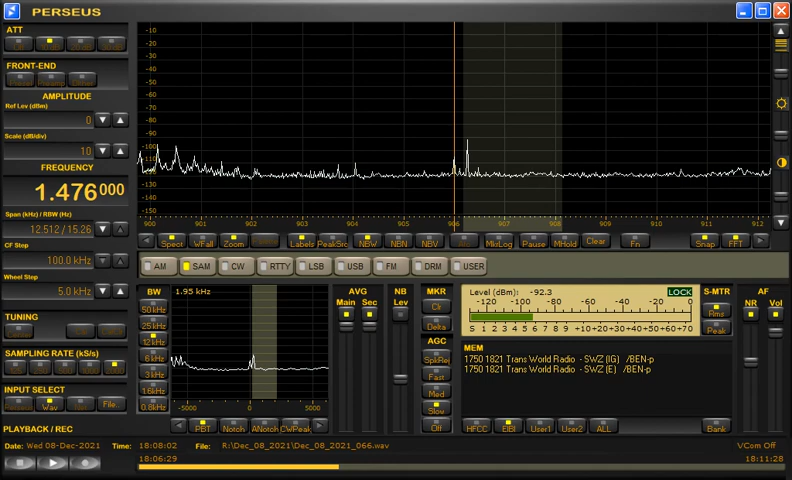 PERSEUS
ATT
FRONT-END
AMPLITUDE
Ref Lev (dBm)
0
Scale (dB/div)
10
FREQUENCY
1.476000
Span (kHz) / RBW (Hz)
12.512 / 15.26
CF Step
100.0 kHz
Wheel Step
5.0 kHz
TUNING
SAMPLING RATE (kS/s)
INPUT SELECT
Wav
File..
-10
-20
-30
-40
-50
-60
-70
-80
-90
-100
-110
-120
-130
-140
-150
900 901 902 903 904 905 906 907 908 909 910 911 912
Spect WFall Zoom Labels PeakSrc NBW NBN NBV MkrLog Pause MHold Clear Fn Snap FFT
AM SAM CW RTTY LSB USB FM DRM USER
BW
50kHz
25kHz
12kHz
6 kHz
3 kHz
1.6kHz
0.8kHz
1.95 kHz
-5000 0 5000
PBT Notch ANotch CWPeak
AVG
Main Sec
NB
Lev
MKR
Clr
Delta
AGC
SpkRej
Fast
Med
Slow
Off
Level (dBm): -92.3 LOCK
-120 -100 -80 -60 -40 -20 0
S 1 2 3 4 5 6 7 8 9 +10+20+30+40+50+60+70
S-MTR
Rms
Peak
AF
NR Vol
MEM
1750 1821 Trans World Radio - SWZ (IG) /BEN-p
1750 1821 Trans World Radio - SWZ (E) /BEN-p
HFCC EIBI User1 User2 ALL Bank
PLAYBACK / REC
Date: Wed 08-Dec-2021 Time: 18:08:02 File: R:\Dec_08_2021\Dec_08_2021_066.wav VCom Off
18:06:29 18:11:28